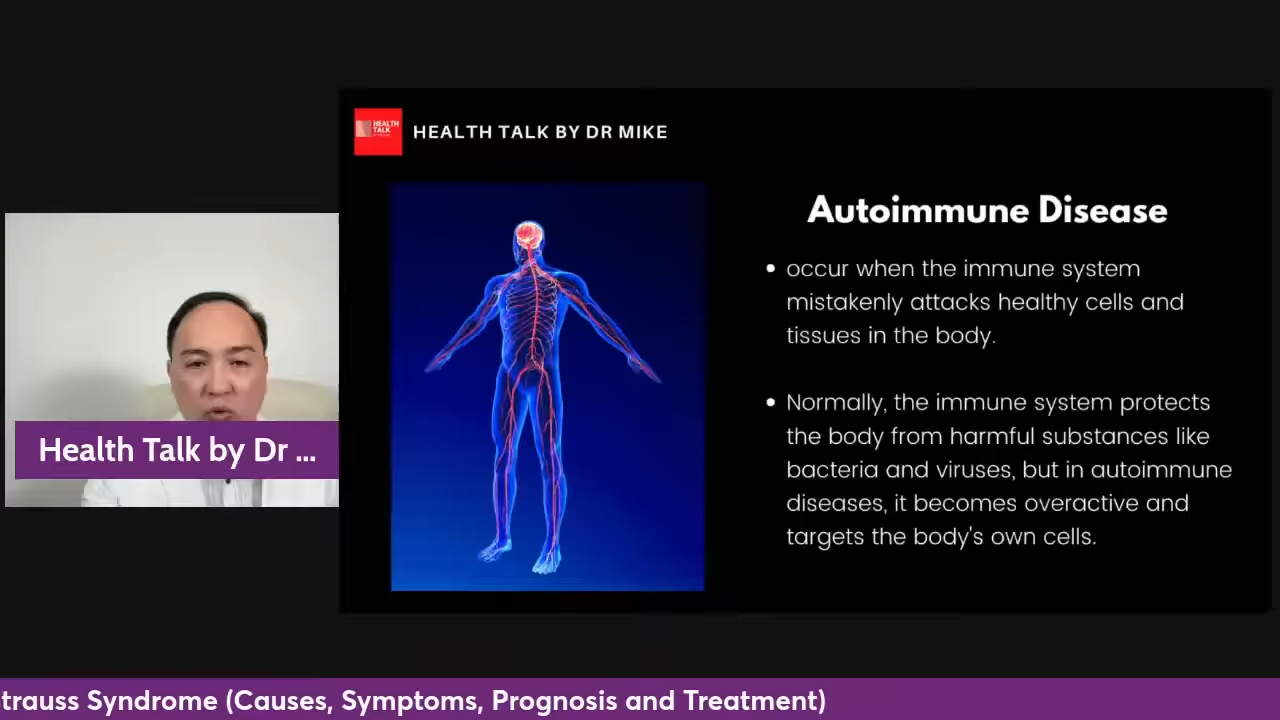 HEALTH
TALK
HEALTH TALK BY DR MIKE
Autoimmune Disease
• occur when the immune system
mistakenly attacks healthy cells and
tissues in the body.
• Normally, the immune system protects
the body from harmful substances like
bacteria and viruses, but in autoimmune
diseases, it becomes overactive and
targets the body's own cells.
Health Talk by Dr ...
trauss Syndrome (Causes, Symptoms, Prognosis and Treatment)